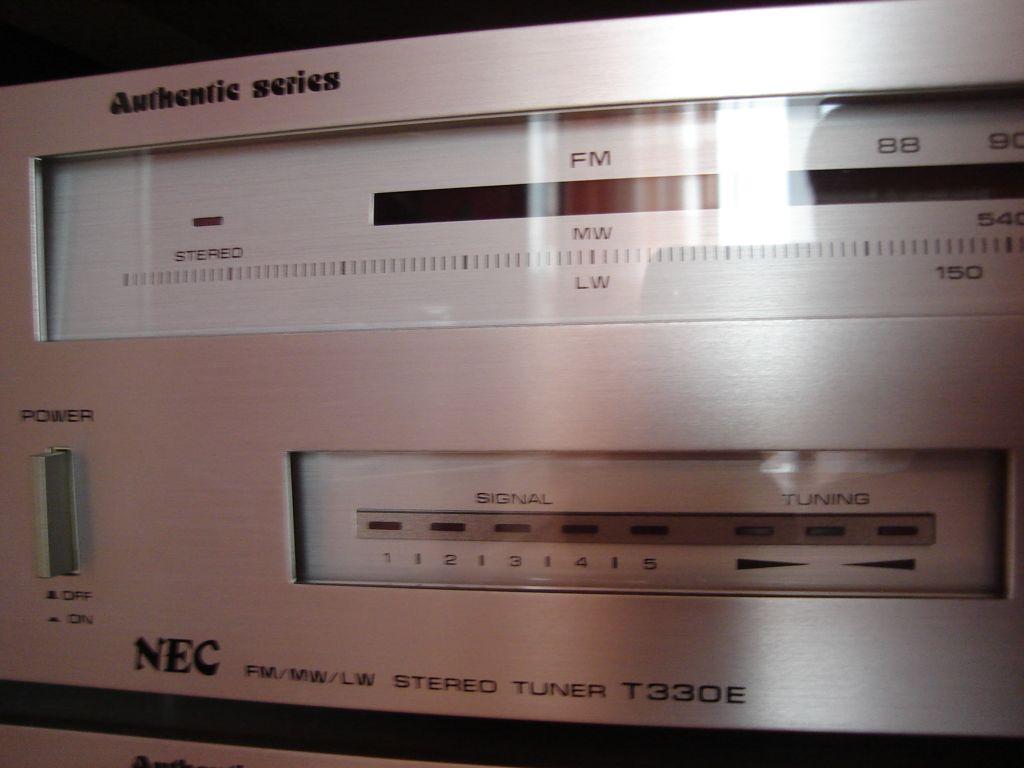 Authentic series
FM 88 90
STEREO
MW 540
LW 150
POWER
OFF
ON
SIGNAL TUNING
1 2 3 4 5
NEC FM/MW/LW STEREO TUNER T330E